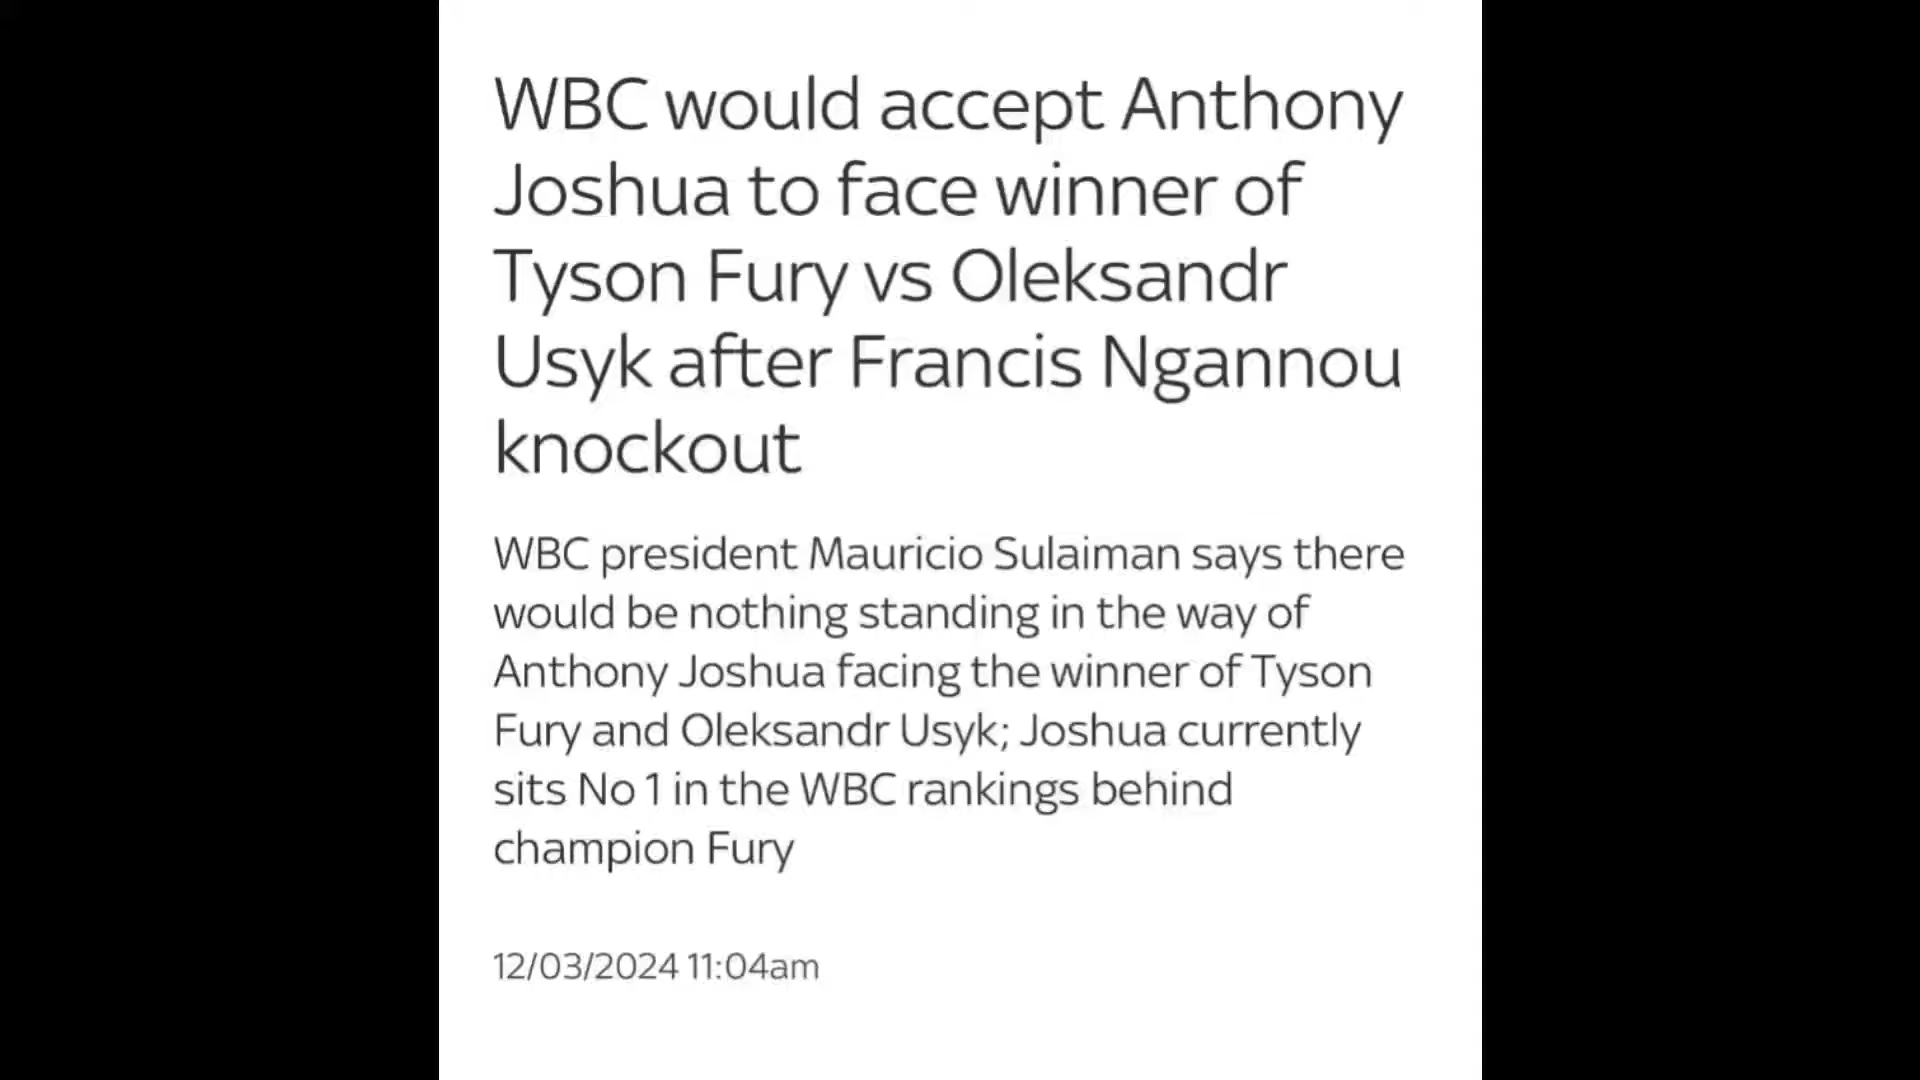 WBC would accept Anthony
Joshua to face winner of
Tyson Fury vs Oleksandr
Usyk after Francis Ngannou
knockout
WBC president Mauricio Sulaiman says there
would be nothing standing in the way of
Anthony Joshua facing the winner of Tyson
Fury and Oleksandr Usyk; Joshua currently
sits No 1 in the WBC rankings behind
champion Fury
12/03/2024 11:04am